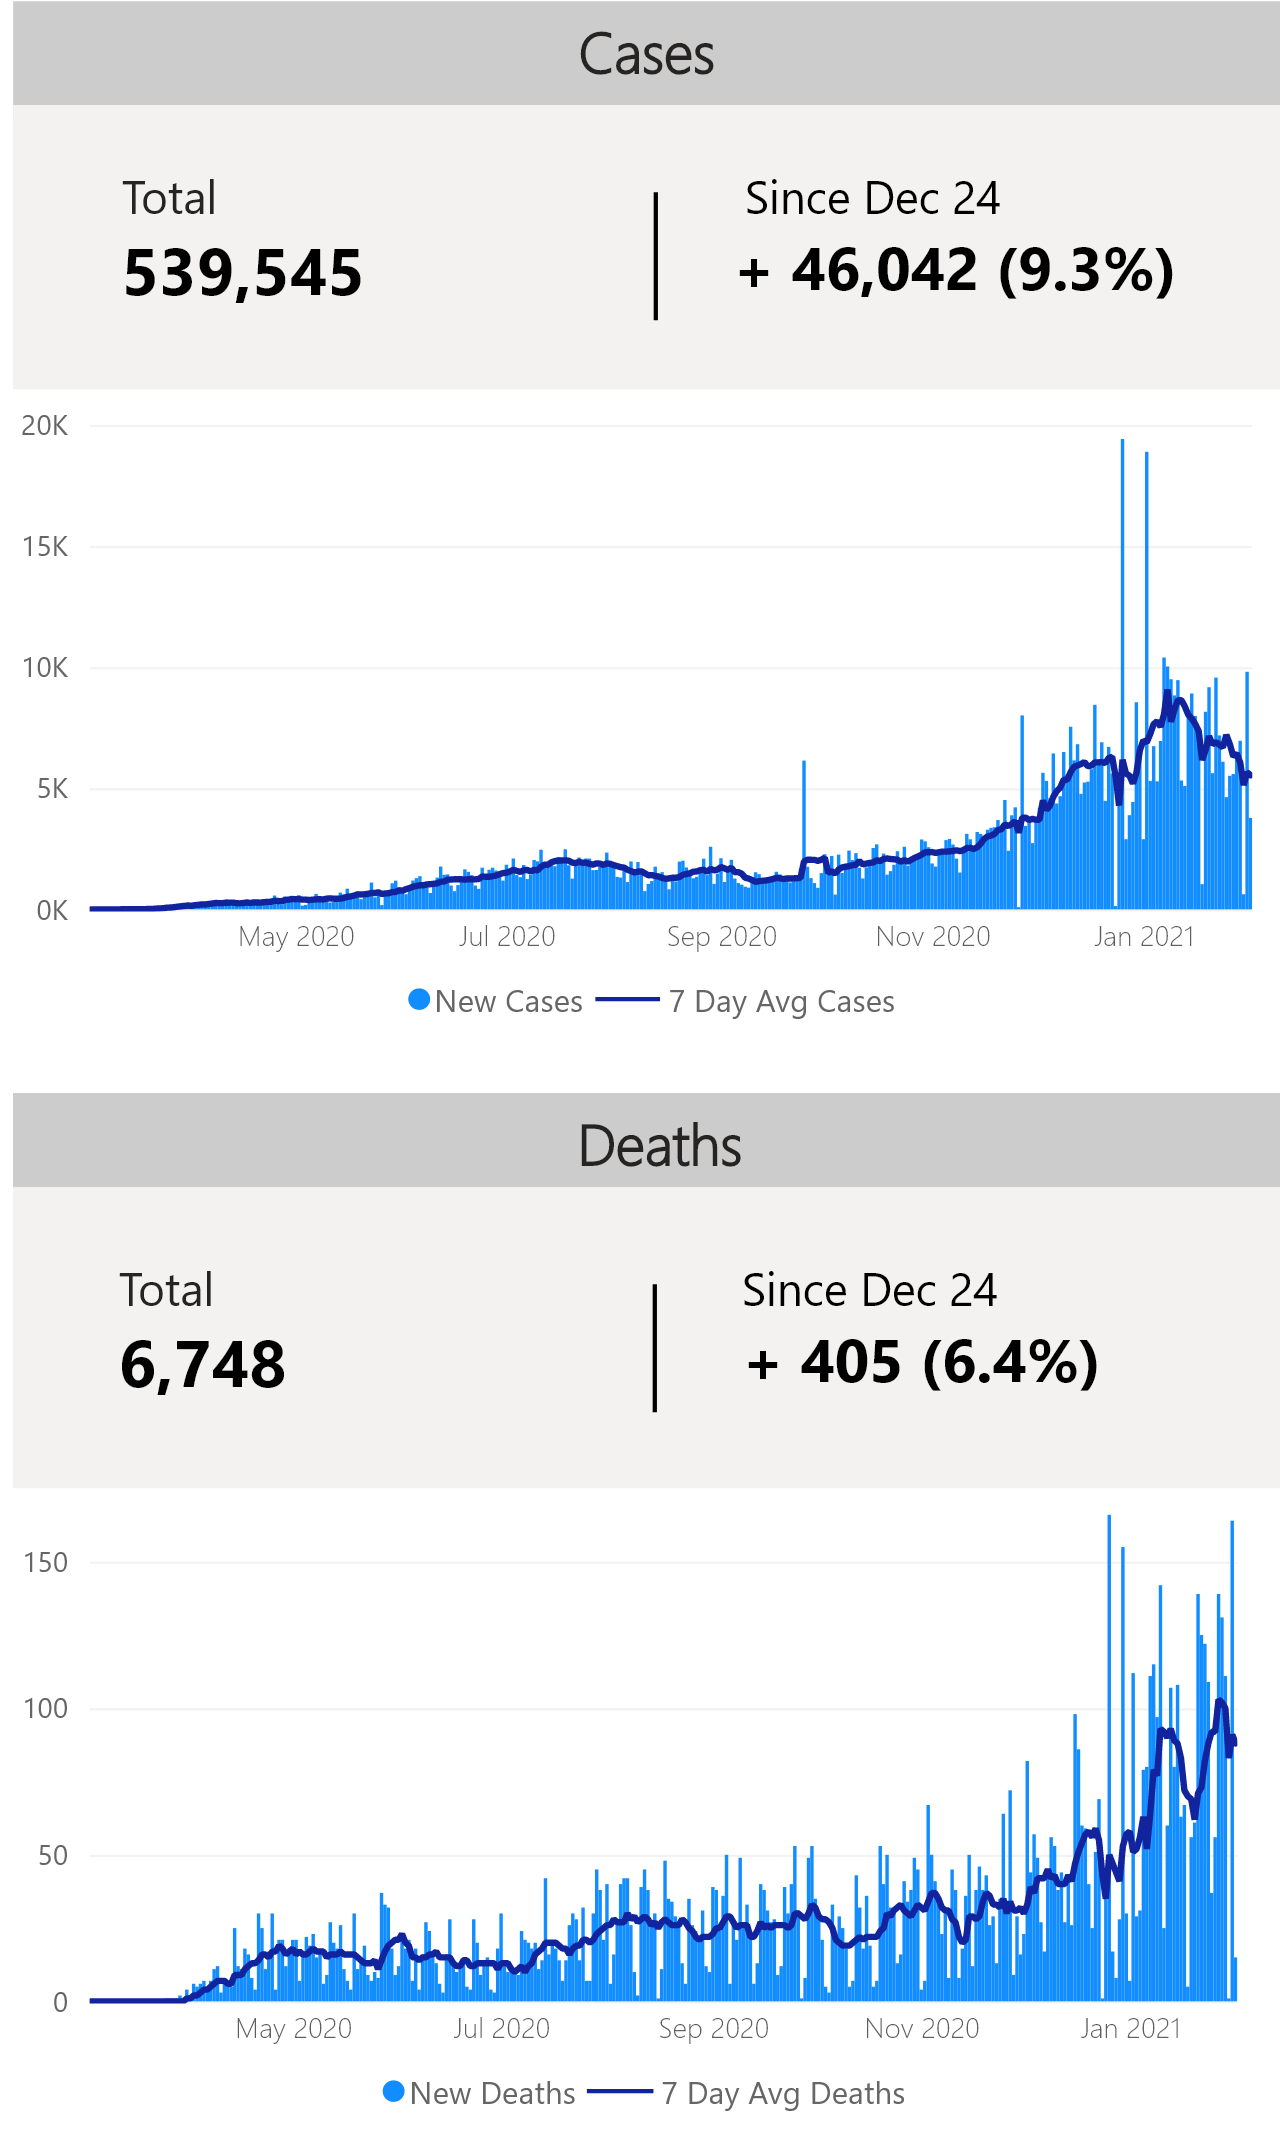 Cases
Total
Since Dec 24
539,545
+ 46,042 (9.3%)
20K
15K
10K
5K
0K
May 2020
Jul 2020
Sep 2020
Nov 2020
Jan 2021
New Cases
7 Day Avg Cases
Deaths
Total
Since Dec 24
6,748
+ 405 (6.4%)
150
100
50
0
May 2020
Jul 2020
Sep 2020
Nov 2020
Jan 2021
New Deaths
7 Day Avg Deaths